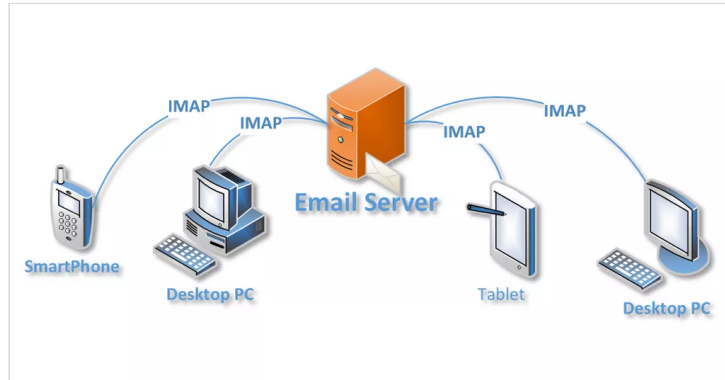 IMAP
IMAP
IMAP
IMAP
Email Server
SmartPhone
Desktop PC
Tablet
Desktop PC